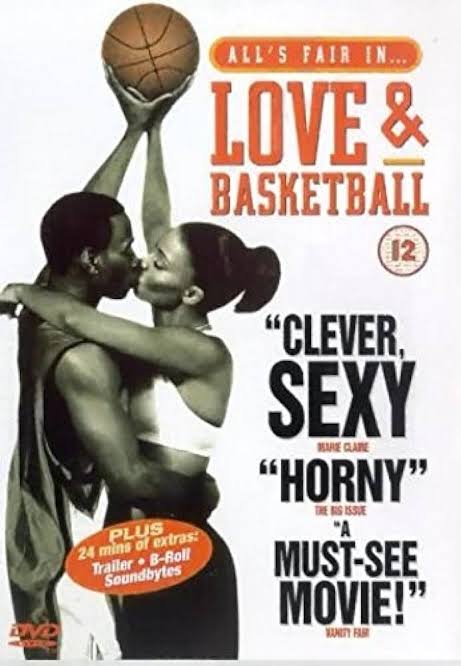 ALL'S FAIR IN...
LOVE &
BASKETBALL
12
"CLEVER,
SEXY
MARIE CLAIRE
"HORNY"
THE BIG ISSUE
"A
MUST-SEE
MOVIE!"
VANITY FAIR
PLUS
24 mins of extras:
Trailer • B-Roll
Soundbytes
DVD